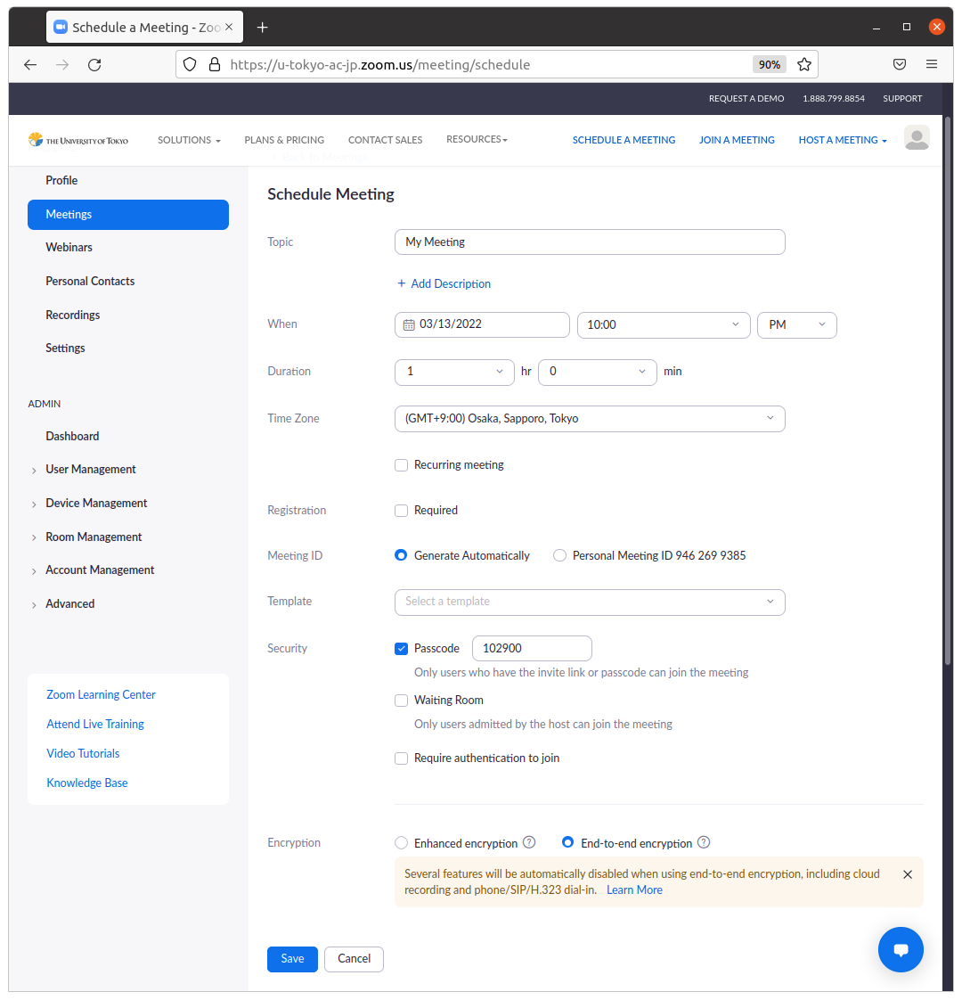 Schedule a Meeting - Zoo
https://u-tokyo-ac-jp.zoom.us/meeting/schedule 90%
REQUEST A DEMO 1.888.799.8854 SUPPORT
THE UNIVERSITY OF TOKYO SOLUTIONS PLANS & PRICING CONTACT SALES RESOURCES SCHEDULE A MEETING JOIN A MEETING HOST A MEETING
Profile
Meetings
Webinars
Personal Contacts
Recordings
Settings
ADMIN
Dashboard
User Management
Device Management
Room Management
Account Management
Advanced
Zoom Learning Center
Attend Live Training
Video Tutorials
Knowledge Base
Schedule Meeting
Topic My Meeting
+ Add Description
When 03/13/2022 10:00 PM
Duration 1 hr 0 min
Time Zone (GMT+9:00) Osaka, Sapporo, Tokyo
Recurring meeting
Registration Required
Meeting ID Generate Automatically Personal Meeting ID 946 269 9385
Template Select a template
Security Passcode 102900
Only users who have the invite link or passcode can join the meeting
Waiting Room
Only users admitted by the host can join the meeting
Require authentication to join
Encryption Enhanced encryption ? End-to-end encryption ?
Several features will be automatically disabled when using end-to-end encryption, including cloud
recording and phone/SIP/H.323 dial-in. Learn More
Save Cancel